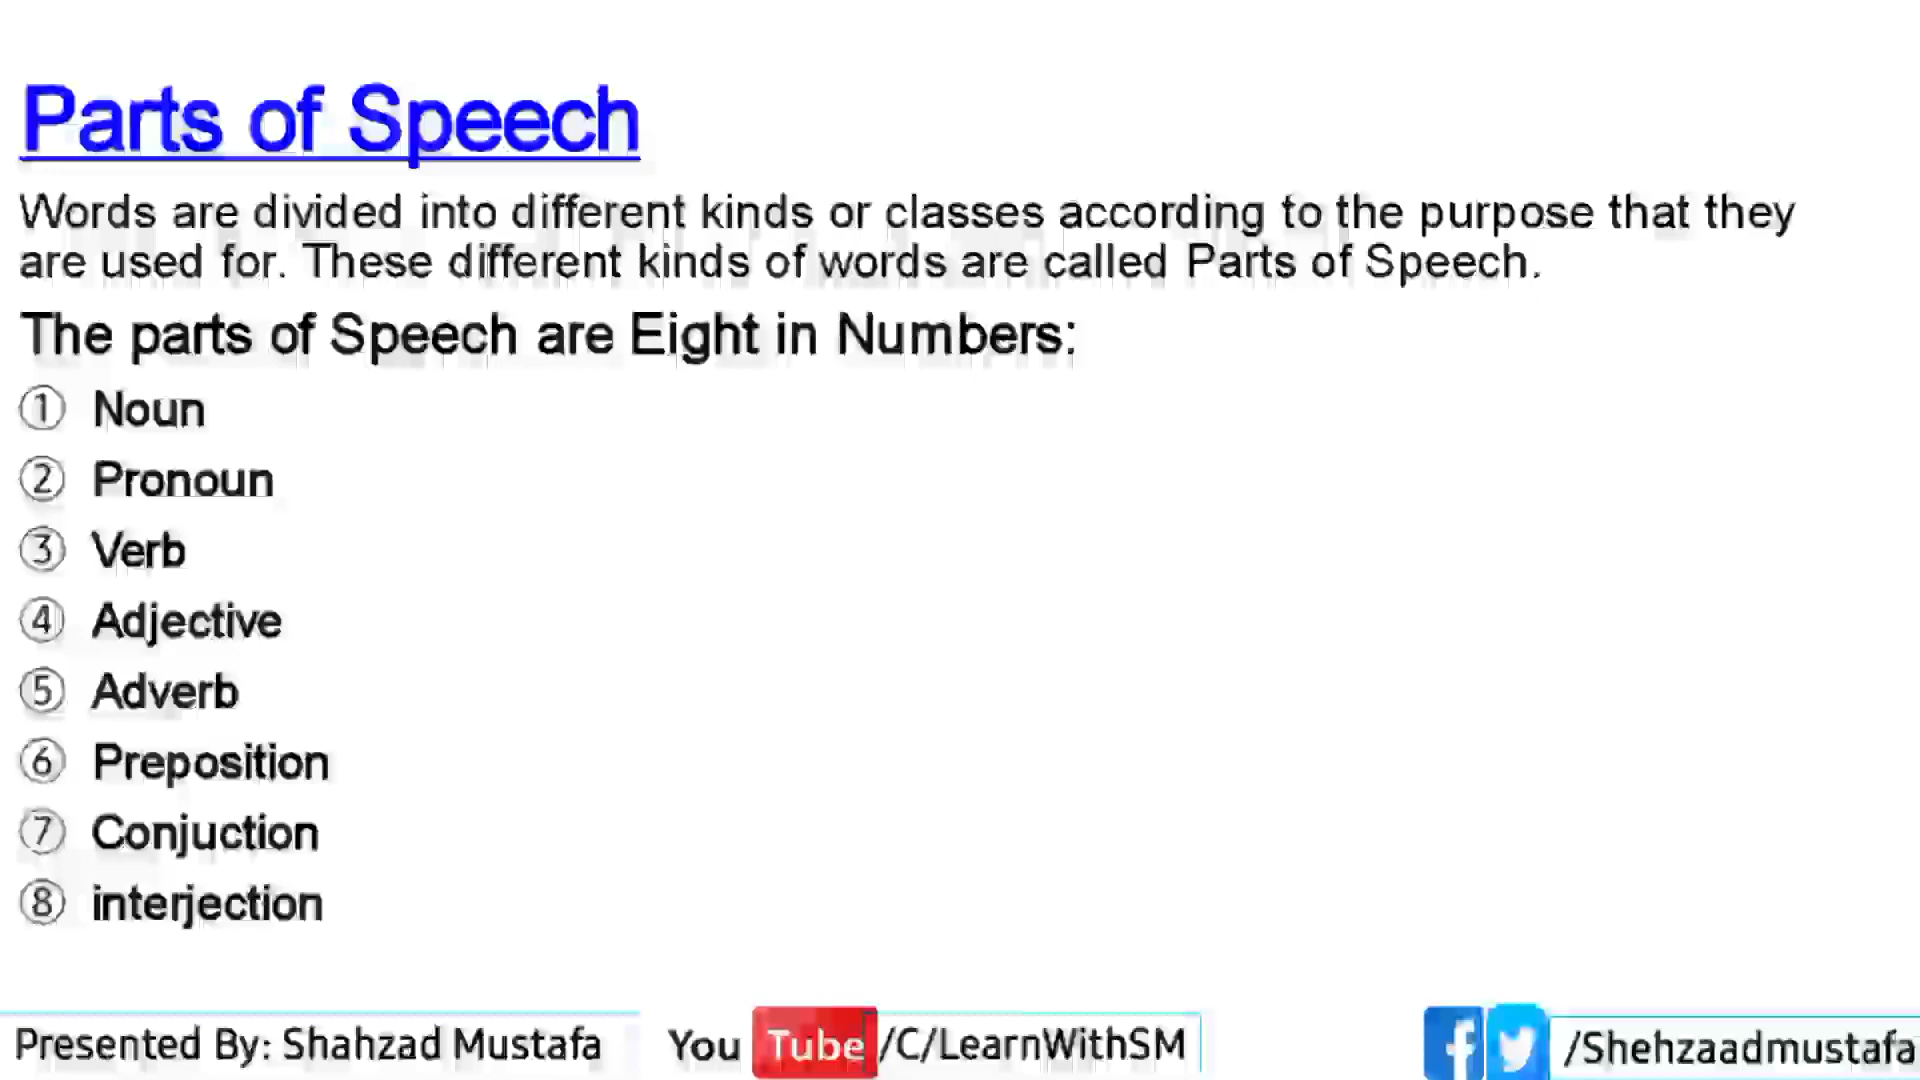 Parts of Speech
Words are divided into different kinds or classes according to the purpose that they
are used for. These different kinds of words are called Parts of Speech.
The parts of Speech are Eight in Numbers:
① Noun
② Pronoun
③ Verb
④ Adjective
⑤ Adverb
⑥ Preposition
⑦ Conjuction
⑧ interjection
Presented By: Shahzad Mustafa You Tube /C/LearnWithSM f /Shehzaadmustafa